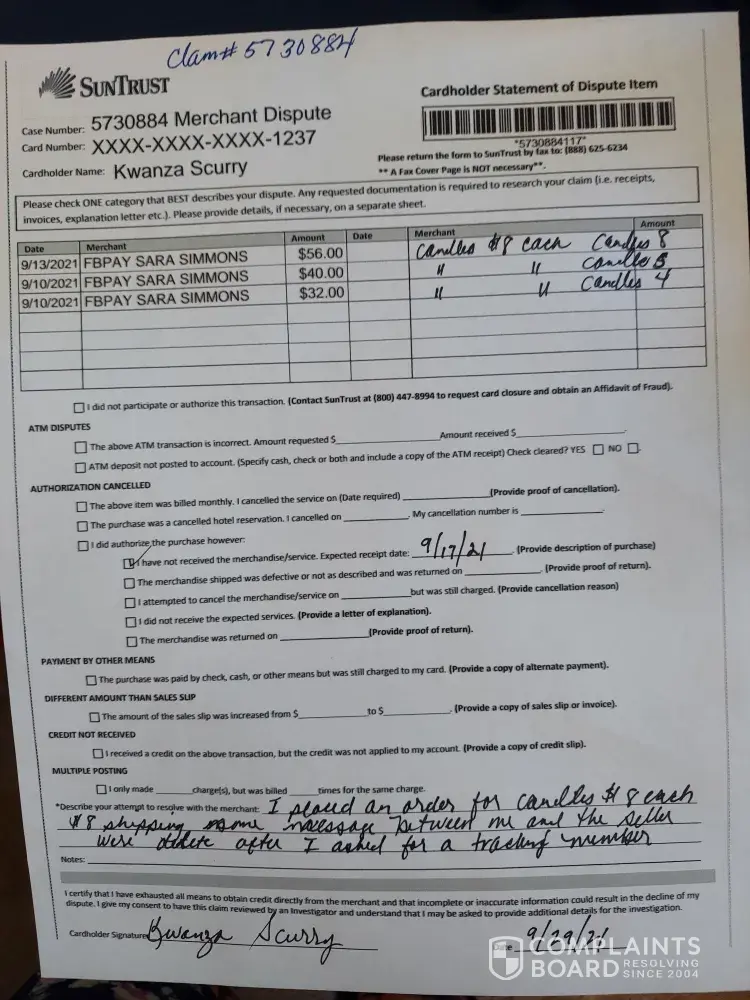 Clam# 5730884
SUNTRUST
Cardholder Statement of Dispute Item
Case Number: 5730884 Merchant Dispute
Card Number: XXXX-XXXX-XXXX-1237
*5730884117*
Cardholder Name: Kwanza Scurry
Please return the form to SunTrust by fax to: (888) 625-6234
** A Fax Cover Page is NOT necessary**.
Please check ONE category that BEST describes your dispute. Any requested documentation is required to research your claim (i.e. receipts,
invoices, explanation letter etc.). Please provide details, if necessary, on a separate sheet.
Date Merchant Amount Date Merchant Amount
9/13/2021 FBPAY SARA SIMMONS $56.00 Candles $8 each Candles 8
9/10/2021 FBPAY SARA SIMMONS $40.00 " " Candles 5
9/10/2021 FBPAY SARA SIMMONS $32.00 " " Candles 4
I did not participate or authorize this transaction. (Contact SunTrust at (800) 447-8994 to request card closure and obtain an Affidavit of Fraud).
ATM DISPUTES
The above ATM transaction is incorrect. Amount requested $ Amount received $
ATM deposit not posted to account. (Specify cash, check or both and include a copy of the ATM receipt) Check cleared? YES NO
AUTHORIZATION CANCELLED
The above item was billed monthly. I cancelled the service on (Date required) (Provide proof of cancellation).
The purchase was a cancelled hotel reservation. I cancelled on . My cancellation number is .
I did authorize the purchase however:
I have not received the merchandise/service. Expected receipt date: 9/17/21 . (Provide description of purchase)
The merchandise shipped was defective or not as described and was returned on . (Provide proof of return).
I attempted to cancel the merchandise/service on but was still charged. (Provide cancellation reason)
I did not receive the expected services. (Provide a letter of explanation).
The merchandise was returned on (Provide proof of return).
PAYMENT BY OTHER MEANS
The purchase was paid by check, cash, or other means but was still charged to my card. (Provide a copy of alternate payment).
DIFFERENT AMOUNT THAN SALES SLIP
The amount of the sales slip was increased from $ to $ . (Provide a copy of sales slip or invoice).
CREDIT NOT RECEIVED
I received a credit on the above transaction, but the credit was not applied to my account. (Provide a copy of credit slip).
MULTIPLE POSTING
I only made charge(s), but was billed times for the same charge.
*Describe your attempt to resolve with the merchant: I placed an order for candles $8 each
$8 shipping some message between me and the seller
were delete after I asked for a tracking number
Notes:
I certify that I have exhausted all means to obtain credit directly from the merchant and that incomplete or inaccurate information could result in the decline of my
dispute. I give my consent to have this claim reviewed by an Investigator and understand that I may be asked to provide additional details for the investigation.
Cardholder Signature Kwanza Scurry Date 9/29/21
COMPLAINTS
BOARD RESOLVING
SINCE 2004